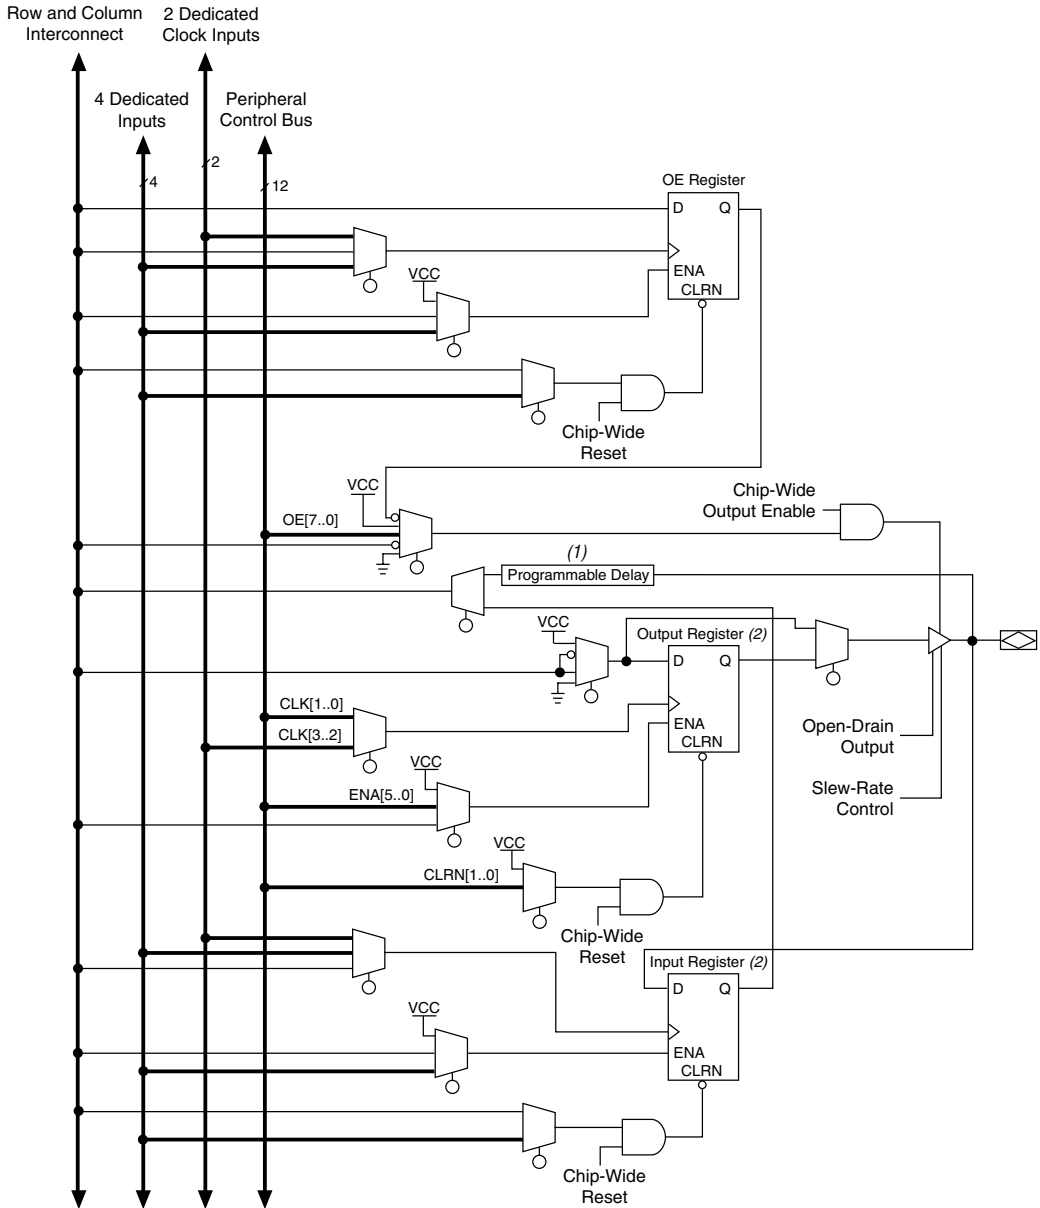 Row and Column
Interconnect
2 Dedicated
Clock Inputs
4 Dedicated
Inputs
Peripheral
Control Bus
2
4
12
OE Register
D Q
ENA
CLRN
VCC
Chip-Wide
Reset
VCC
OE[7..0]
Chip-Wide
Output Enable
(1)
Programmable Delay
VCC
Output Register (2)
D Q
ENA
CLRN
CLK[1..0]
CLK[3..2]
Open-Drain
Output
VCC
ENA[5..0]
Slew-Rate
Control
VCC
CLRN[1..0]
Chip-Wide
Reset
Input Register (2)
D Q
ENA
CLRN
VCC
Chip-Wide
Reset